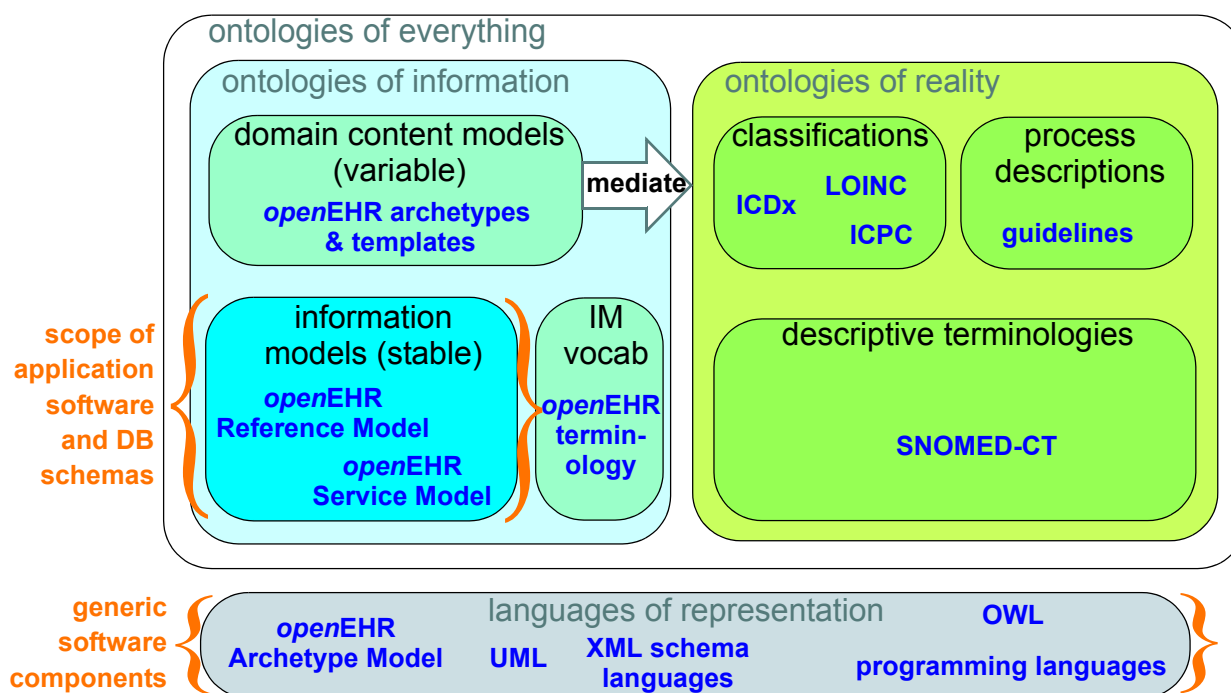 ontologies of everything
ontologies of information
domain content models
(variable)
openEHR archetypes
& templates
mediate
ontologies of reality
classifications
ICDx
LOINC
ICPC
process
descriptions
guidelines
scope of
application
software
and DB
schemas
information
models (stable)
openEHR
Reference Model
openEHR
Service Model
IM
vocab
openEHR
termin-
ology
descriptive terminologies
SNOMED-CT
generic
software
components
languages of representation
openEHR
Archetype Model
UML
XML schema
languages
OWL
programming languages